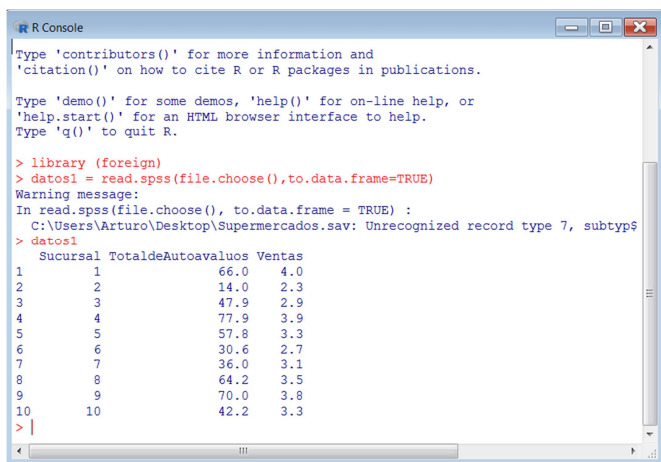 R Console
Type 'contributors()' for more information and
'citation()' on how to cite R or R packages in publications.
Type 'demo()' for some demos, 'help()' for on-line help, or
'help.start()' for an HTML browser interface to help.
Type 'q()' to quit R.
> library (foreign)
> datos1 = read.spss(file.choose(),to.data.frame=TRUE)
Warning message:
In read.spss(file.choose(), to.data.frame = TRUE) :
C:\Users\Arturo\Desktop\Supermercados.sav: Unrecognized record type 7, subtyp$
> datos1
Sucursal TotaldeAutoavaluos Ventas
1 1 66.0 4.0
2 2 14.0 2.3
3 3 47.9 2.9
4 4 77.9 3.9
5 5 57.8 3.3
6 6 30.6 2.7
7 7 36.0 3.1
8 8 64.2 3.5
9 9 70.0 3.8
10 10 42.2 3.3
>